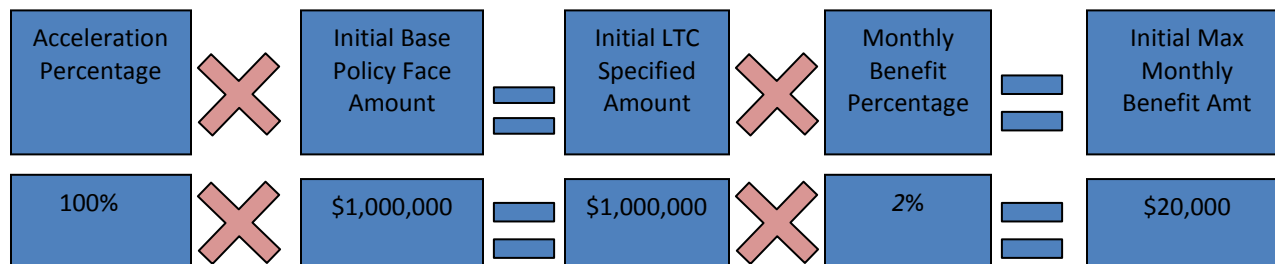 Acceleration
Percentage
Initial Base
Policy Face
Amount
Initial LTC
Specified
Amount
Monthly
Benefit
Percentage
Initial Max
Monthly
Benefit Amt
100%
$1,000,000
$1,000,000
2%
$20,000